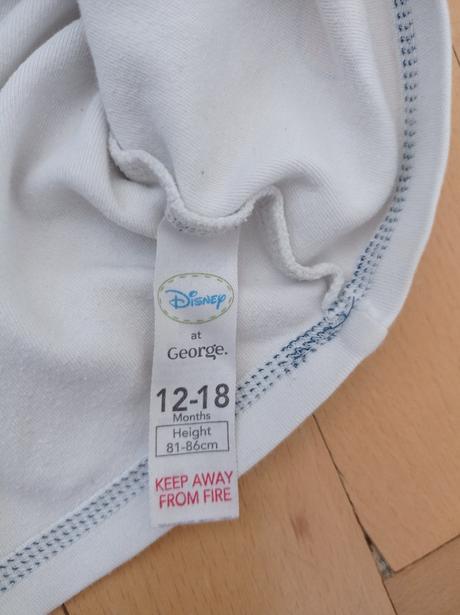 Disney
at
George.
12-18
Months
Height
81-86cm
KEEP AWAY
FROM FIRE